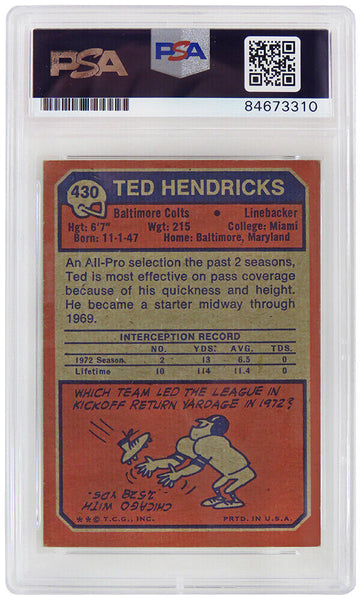 PSA
PSA
84673310
430
TED HENDRICKS
Baltimore Colts • Linebacker
Hgt: 6'7" Wgt: 215 College: Miami
Born: 11-1-47 Home: Baltimore, Maryland
An All-Pro selection the past 2 seasons,
Ted is most effective on pass coverage
because of his quickness and height.
He became a starter midway through
1969.
INTERCEPTION RECORD
NO. YDS. AVG. TDS.
1972 Season. 2 13 6.5 0
Lifetime 10 114 11.4 0
WHICH TEAM LED THE LEAGUE IN
KICKOFF RETURN YARDAGE IN 1972?
CHICAGO WITH
1,528 YDS.
**© T.C.G., INC. PRTD. IN U.S.A.